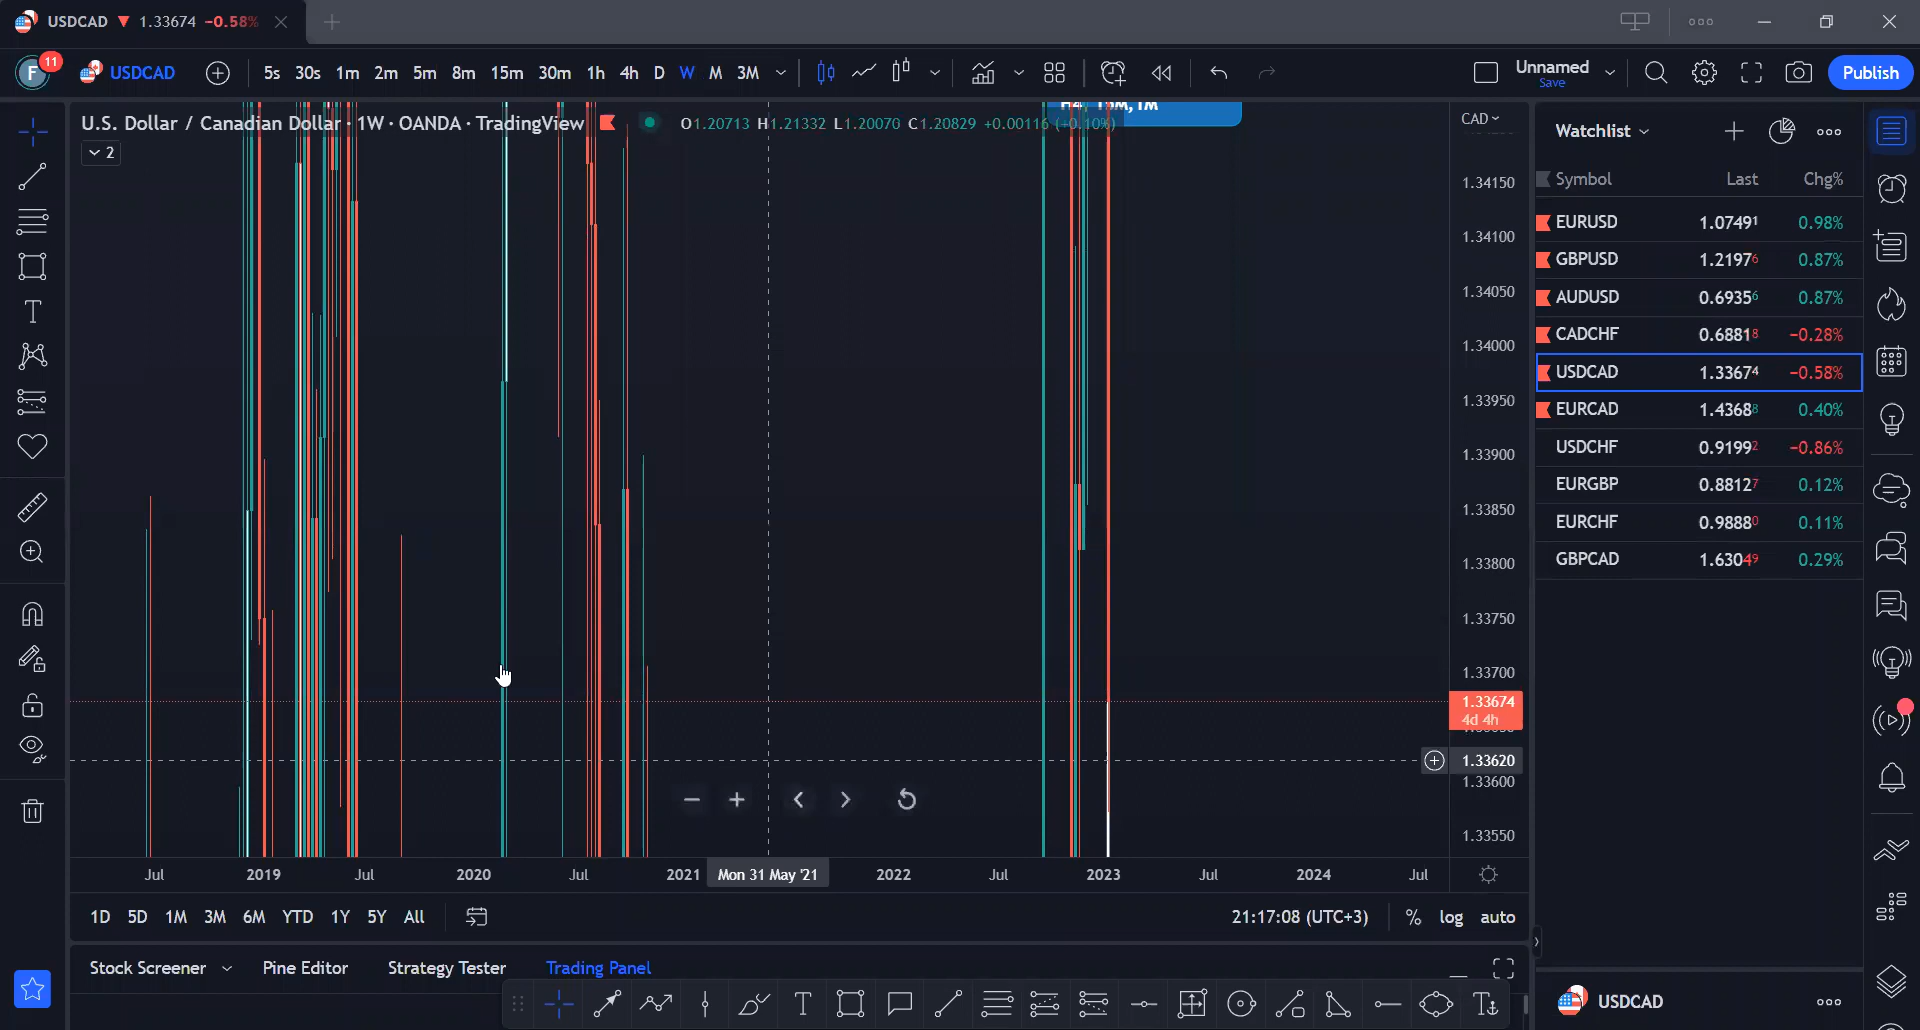 USDCAD ▼ 1.33674 −0.58%
F 11 USDCAD 5s 30s 1m 2m 5m 8m 15m 30m 1h 4h D W M 3M Unnamed Publish
Save
U.S. Dollar / Canadian Dollar · 1W · OANDA · TradingView O1.20713 H1.21332 L1.20070 C1.20829 +0.00116 (+0.10%)
2
CAD
1.34150
1.34100
1.34050
1.34000
1.33950
1.33900
1.33850
1.33800
1.33750
1.33700
1.33674
4d 4h
1.33620
1.33600
1.33550
Jul 2019 Jul 2020 Jul 2021 Mon 31 May '21 2022 Jul 2023 Jul 2024 Jul
1D 5D 1M 3M 6M YTD 1Y 5Y All 21:17:08 (UTC+3) % log auto
Stock Screener Pine Editor Strategy Tester Trading Panel
Watchlist
Symbol Last Chg%
EURUSD 1.07491 0.98%
GBPUSD 1.21976 0.87%
AUDUSD 0.69356 0.87%
CADCHF 0.68818 −0.28%
USDCAD 1.33674 −0.58%
EURCAD 1.43688 0.40%
USDCHF 0.91992 −0.86%
EURGBP 0.88127 0.12%
EURCHF 0.98880 0.11%
GBPCAD 1.63049 0.29%
USDCAD